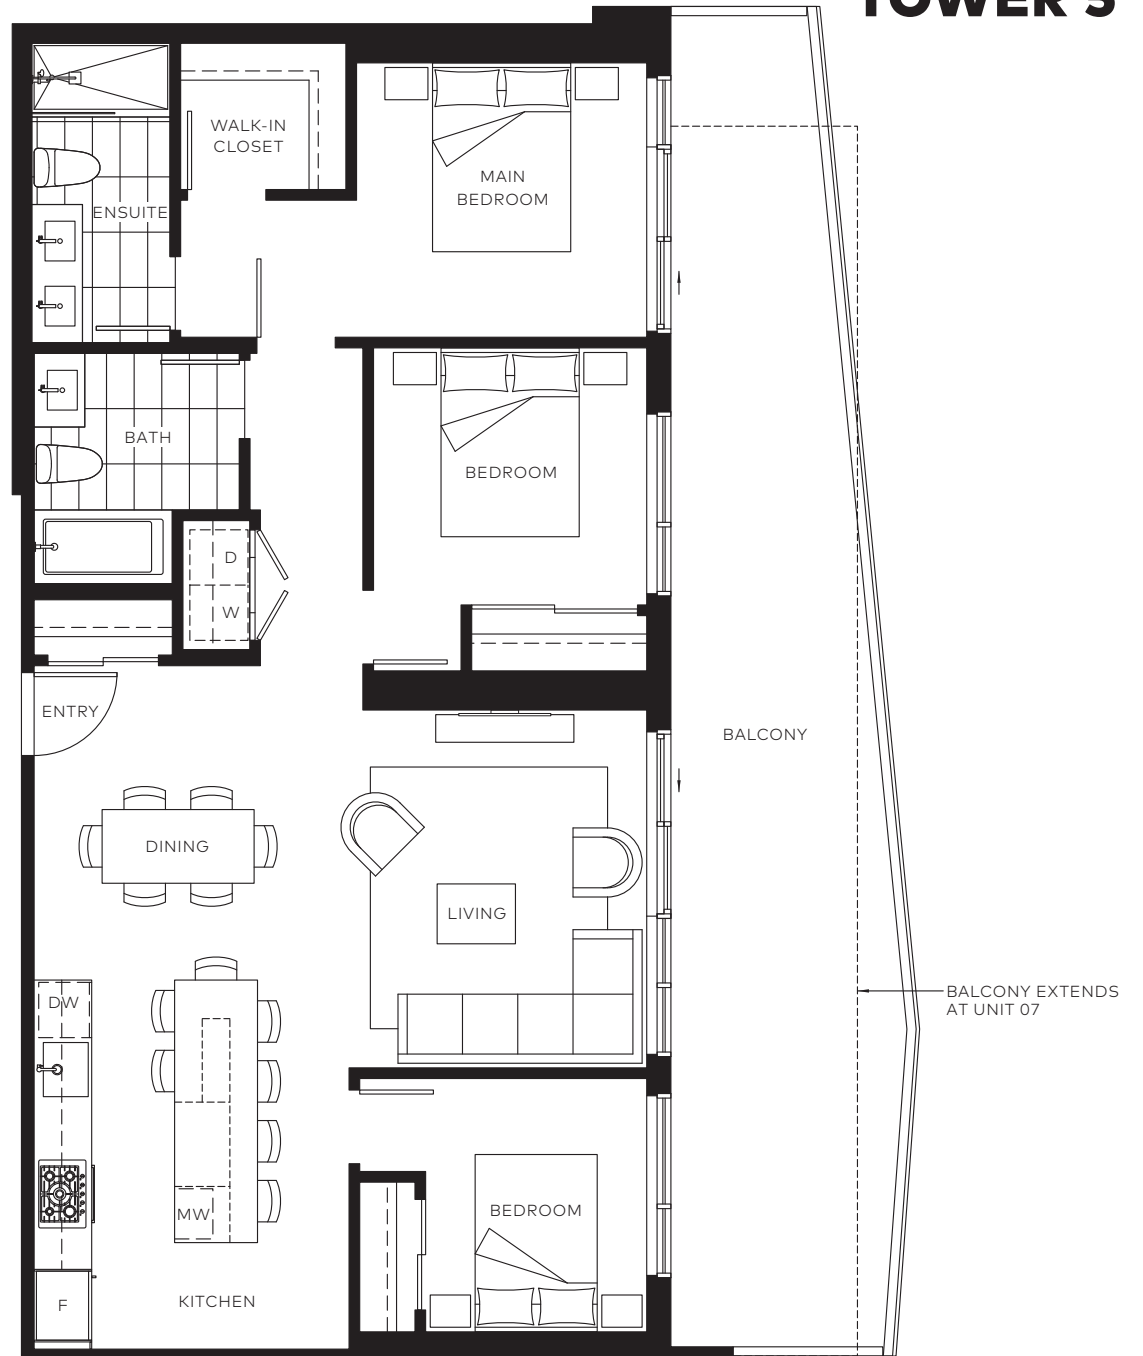 TOWER 5
WALK-IN
CLOSET
MAIN
BEDROOM
ENSUITE
BATH
BEDROOM
D
W
ENTRY
BALCONY
DINING
LIVING
DW
BALCONY EXTENDS
AT UNIT 07
MW
BEDROOM
F
KITCHEN